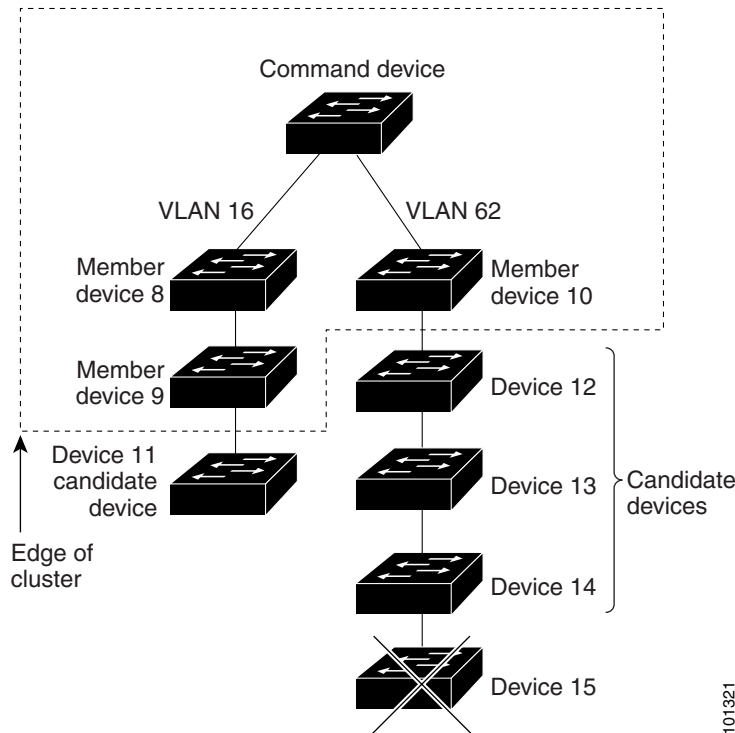 Command device
VLAN 16
VLAN 62
Member
device 8
Member
device 10
Member
device 9
Device 12
Device 11
candidate
device
Device 13
Candidate
devices
Edge of
cluster
Device 14
Device 15
101321